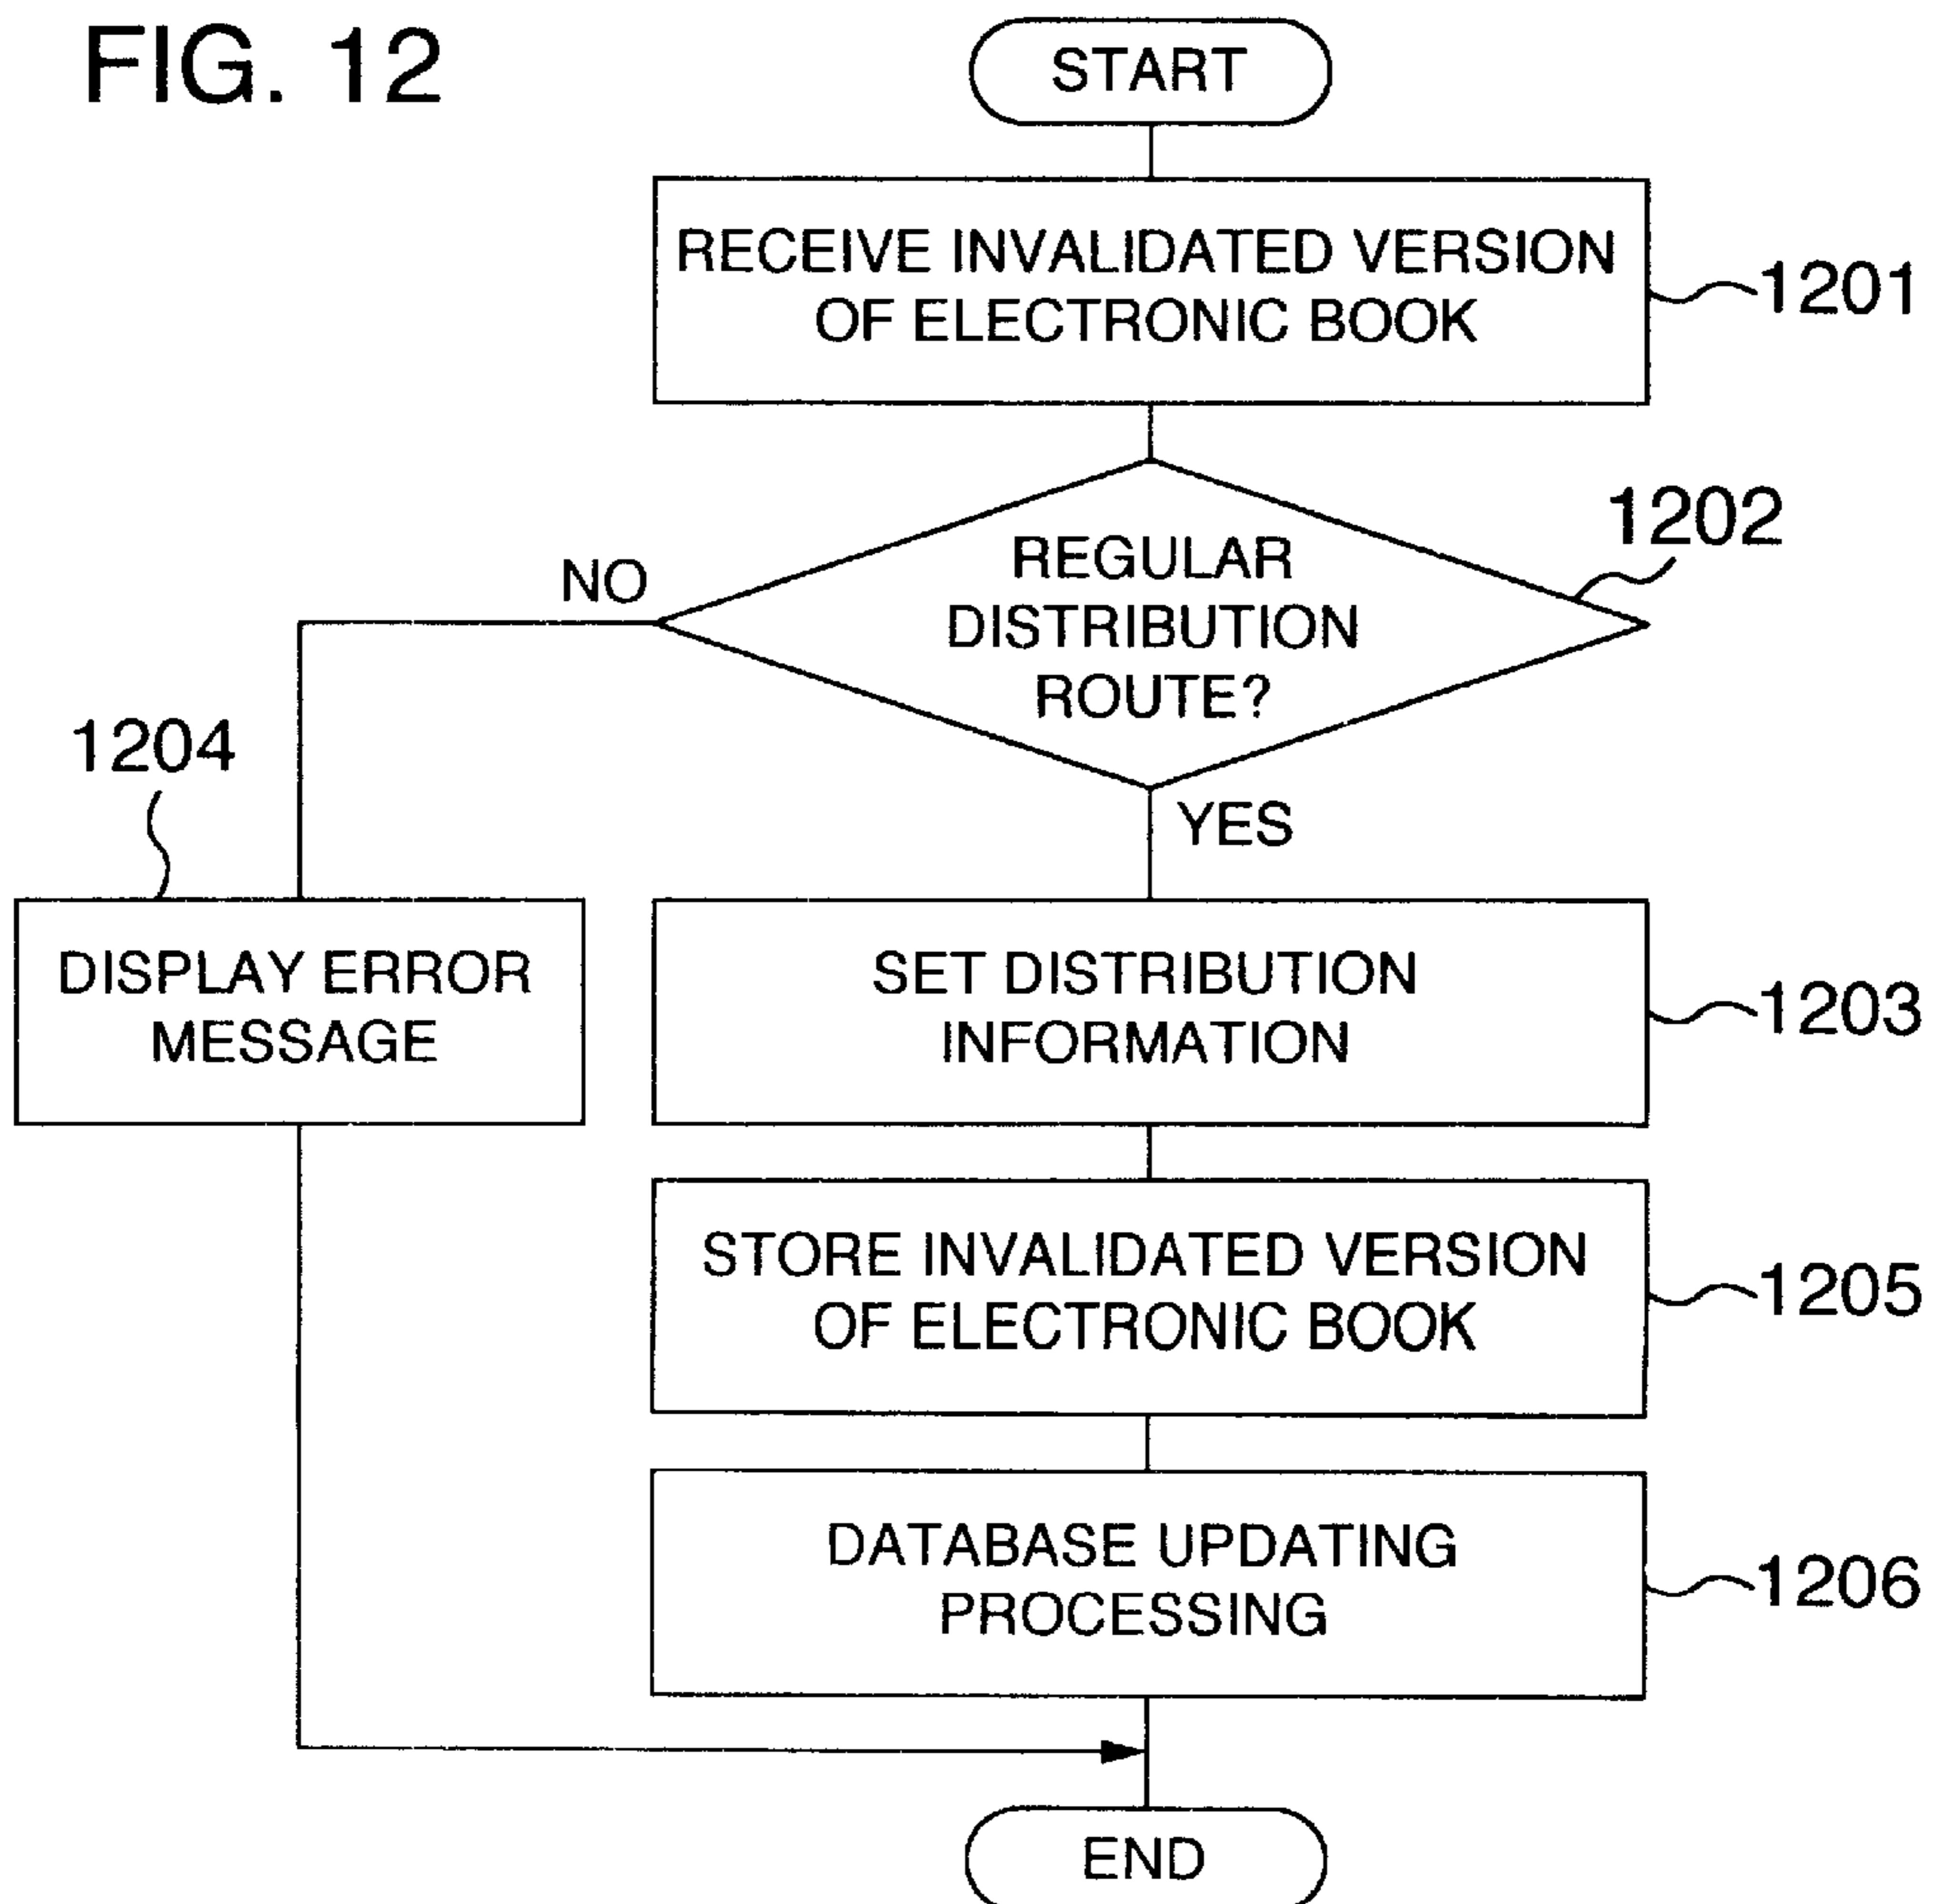 FIG. 12
START
RECEIVE INVALIDATED VERSION
OF ELECTRONIC BOOK
1201
1202
REGULAR
DISTRIBUTION
ROUTE?
NO
YES
1204
DISPLAY ERROR
MESSAGE
SET DISTRIBUTION
INFORMATION
1203
STORE INVALIDATED VERSION
OF ELECTRONIC BOOK
1205
DATABASE UPDATING
PROCESSING
1206
END